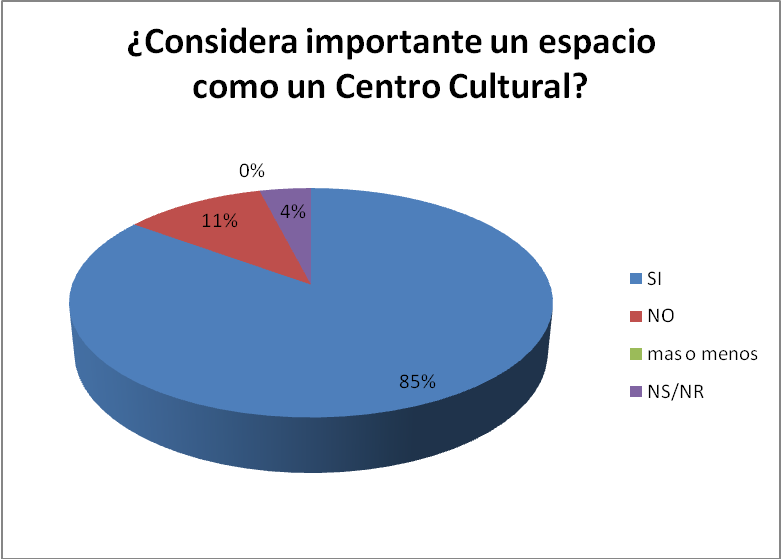 ¿Considera importante un espacio
como un Centro Cultural?
0%
11%
4%
85%
SI
NO
mas o menos
NS/NR